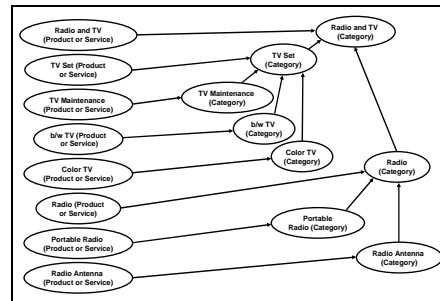 Radio and TV
(Product or Service)
Radio and TV
(Category)
TV Set (Product
or Service)
TV Set
(Category)
TV Maintenance
(Product or Service)
TV Maintenance
(Category)
b/w TV (Product
or Service)
b/w TV
(Category)
Color TV
(Product or Service)
Color TV
(Category)
Radio (Product
or Service)
Radio
(Category)
Portable Radio
(Product or Service)
Portable
Radio (Category)
Radio Antenna
(Product or Service)
Radio Antenna
(Category)